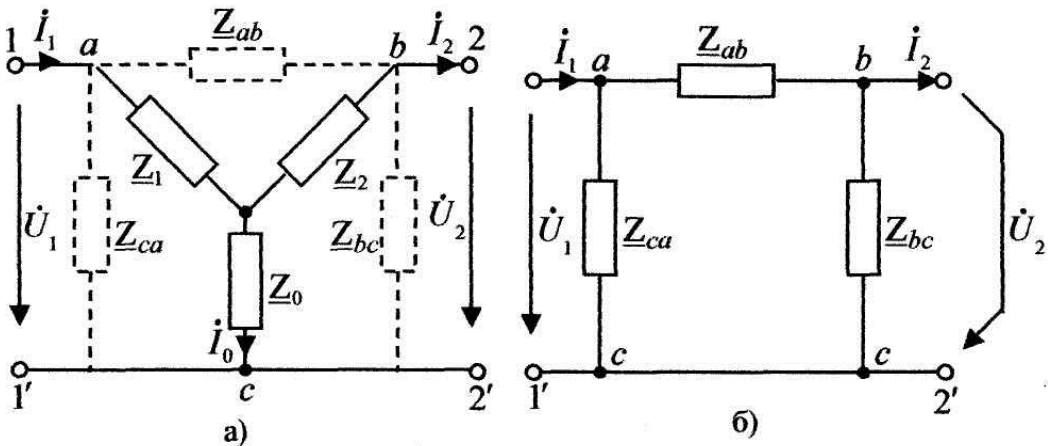 1 İ₁ a Z_ab b İ₂ 2
Z₁ Z₂
U̇₁ Z_ca Z_bc U̇₂
Z₀
İ₀
1′ c 2′
а)
İ₁ a Z_ab b İ₂
U̇₁ Z_ca Z_bc U̇₂
c c
1′ 2′
б)